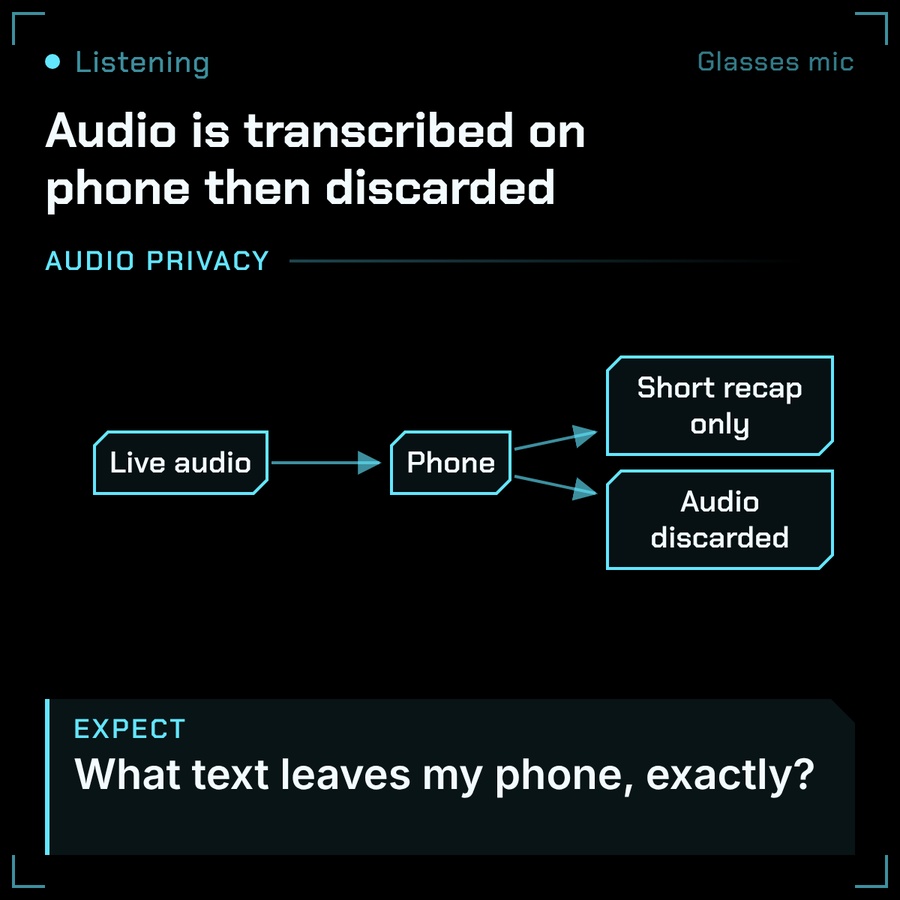 Listening
Glasses mic
Audio is transcribed on
phone then discarded
AUDIO PRIVACY
Live audio
Phone
Short recap
only
Audio
discarded
EXPECT
What text leaves my phone, exactly?